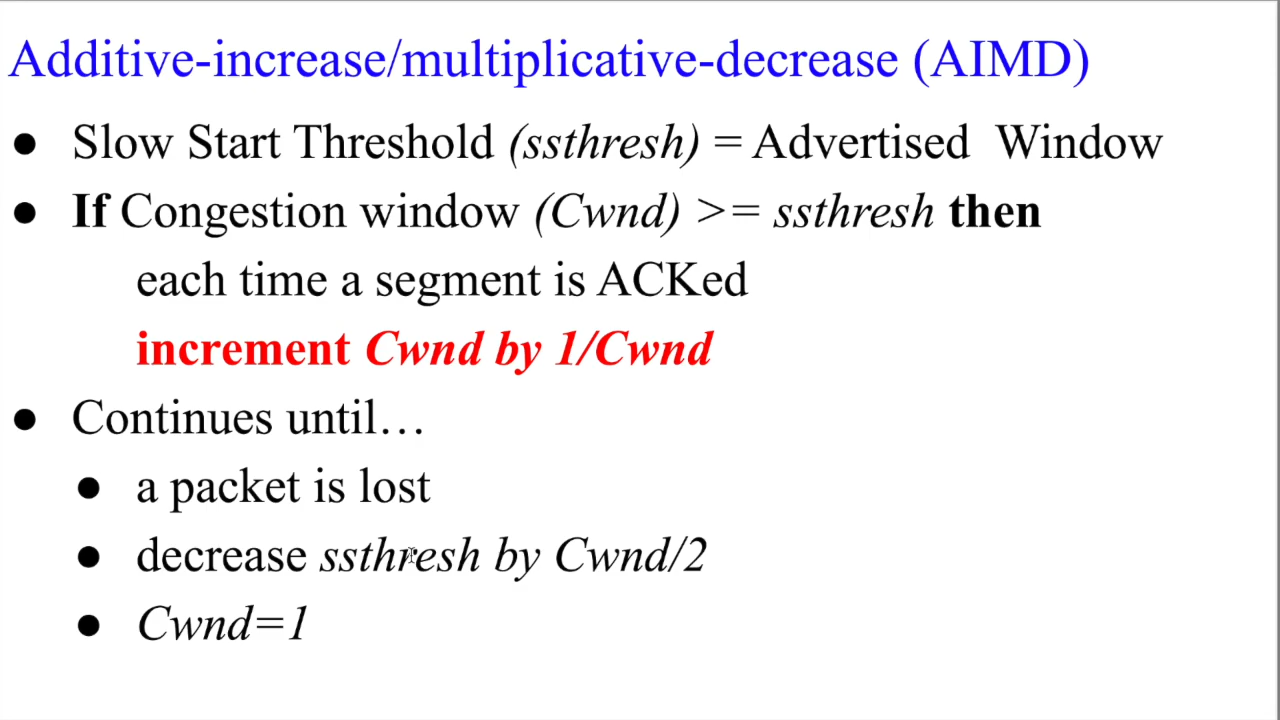 Additive-increase/multiplicative-decrease (AIMD)
● Slow Start Threshold (ssthresh) = Advertised Window
● If Congestion window (Cwnd) >= ssthresh then
each time a segment is ACKed
increment Cwnd by 1/Cwnd
● Continues until…
● a packet is lost
● decrease ssthresh by Cwnd/2
● Cwnd=1